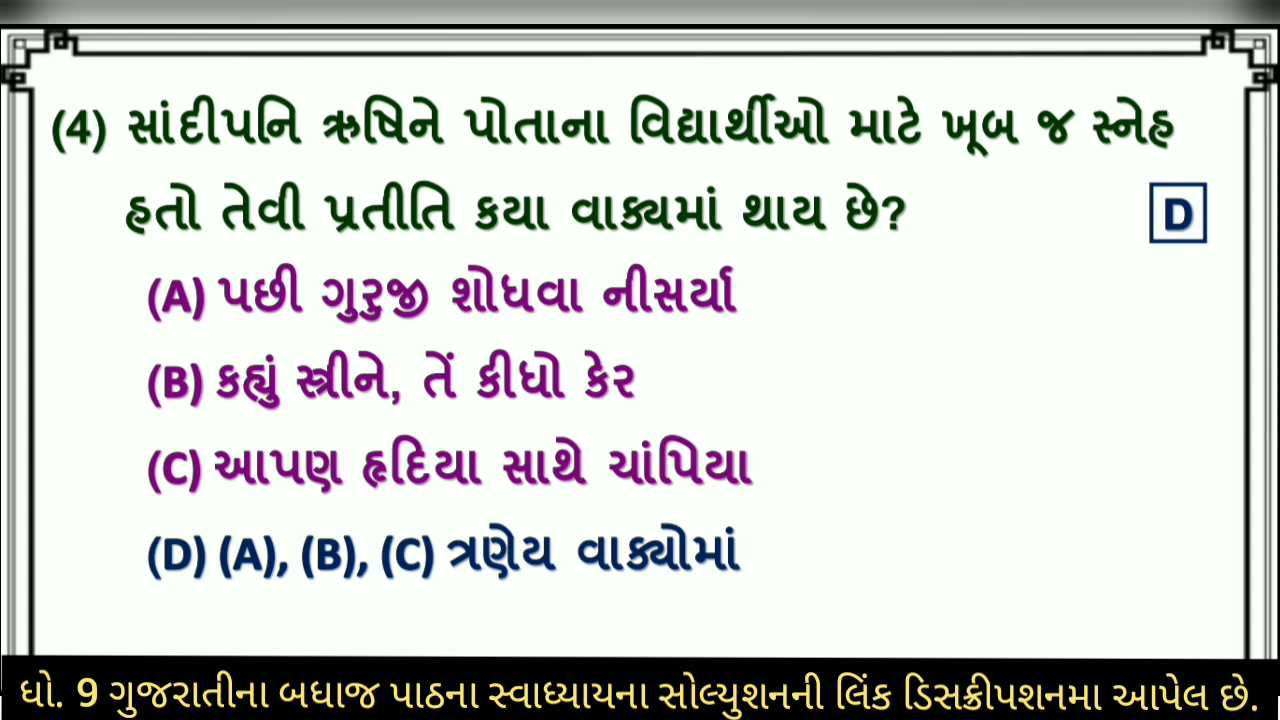 (4) સાંદીપનિ ઋષિને પોતાના વિદ્યાર્થીઓ માટે ખૂબ જ સ્નેહ
હતો તેવી પ્રતીતિ કયા વાક્યમાં થાય છે?
D
(A) પછી ગુરુજી શોધવા નીસર્યા
(B) કહ્યું સ્ત્રીને, તેં કીધો કેર
(C) આપણ હૃદિયા સાથે ચાંપિયા
(D) (A), (B), (C) ત્રણેય વાક્યોમાં
ધો. 9 ગુજરાતીના બધાજ પાઠના સ્વાધ્યાયના સોલ્યુશનની લિંક ડિસક્રીપશનમા આપેલ છે.